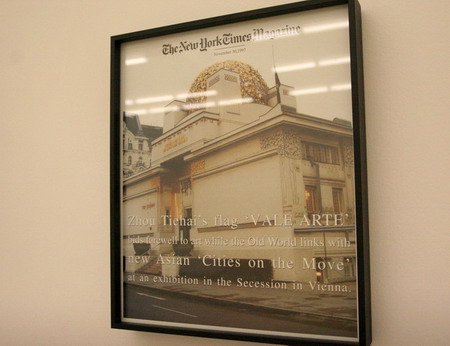 The New York Times Magazine
Zhou Tiehai's flag 'VALE ARTE'
bids farewell to art while the Old World links with
new Asian 'Cities on the Move'
at an exhibition in the Secession in Vienna.